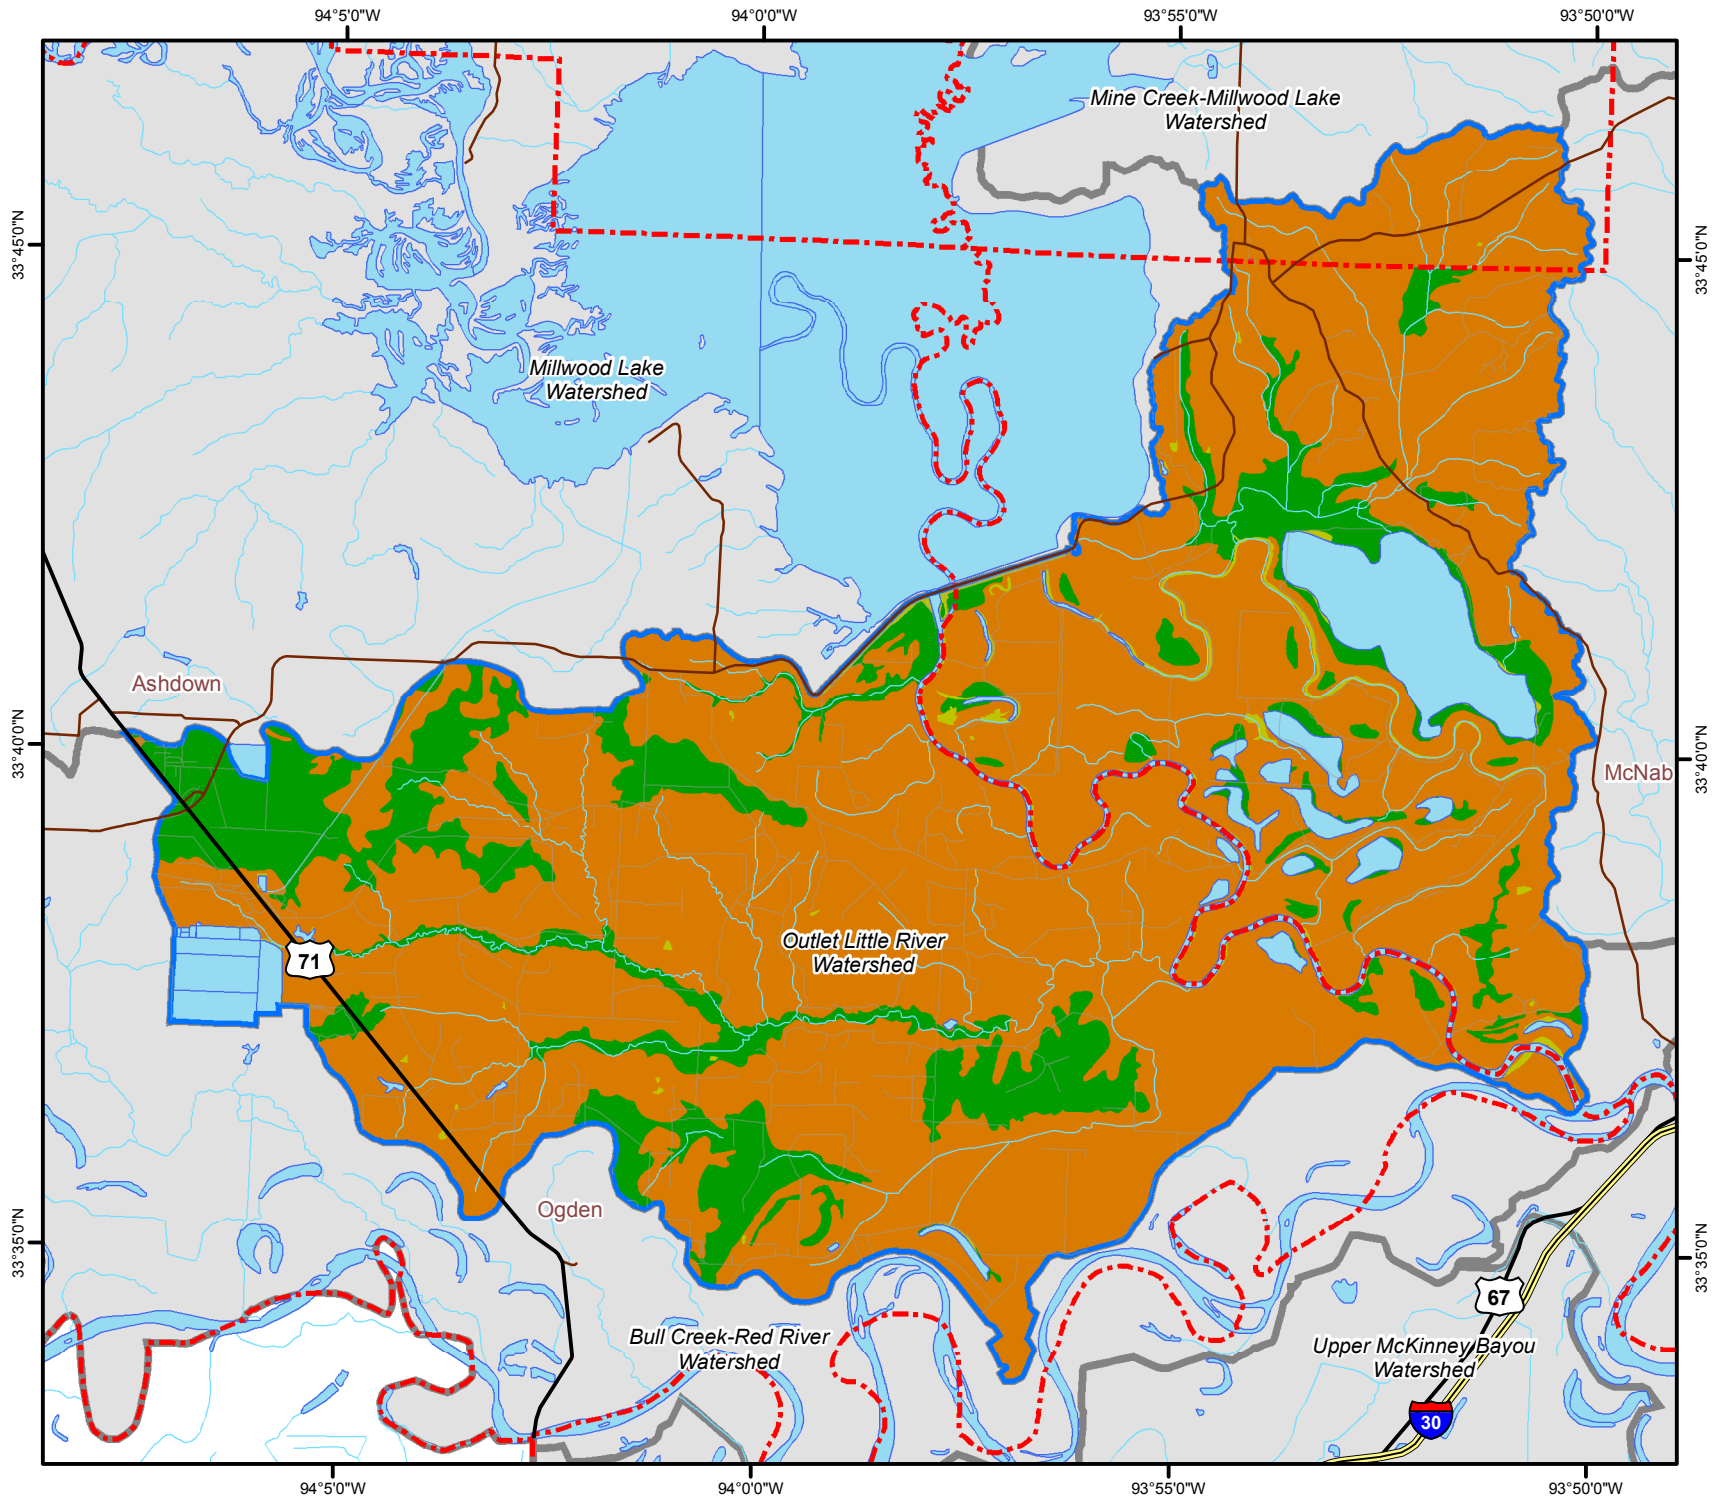 94°5'0"W
94°0'0"W
93°55'0"W
93°50'0"W
Mine Creek-Millwood Lake
Watershed
33°45'0"N
33°45'0"N
Millwood Lake
Watershed
Ashdown
33°40'0"N
33°40'0"N
McNab
Outlet Little River
Watershed
71
Ogden
33°35'0"N
33°35'0"N
67
Bull Creek-Red River
Watershed
Upper McKinney Bayou
Watershed
30
94°5'0"W
94°0'0"W
93°55'0"W
93°50'0"W